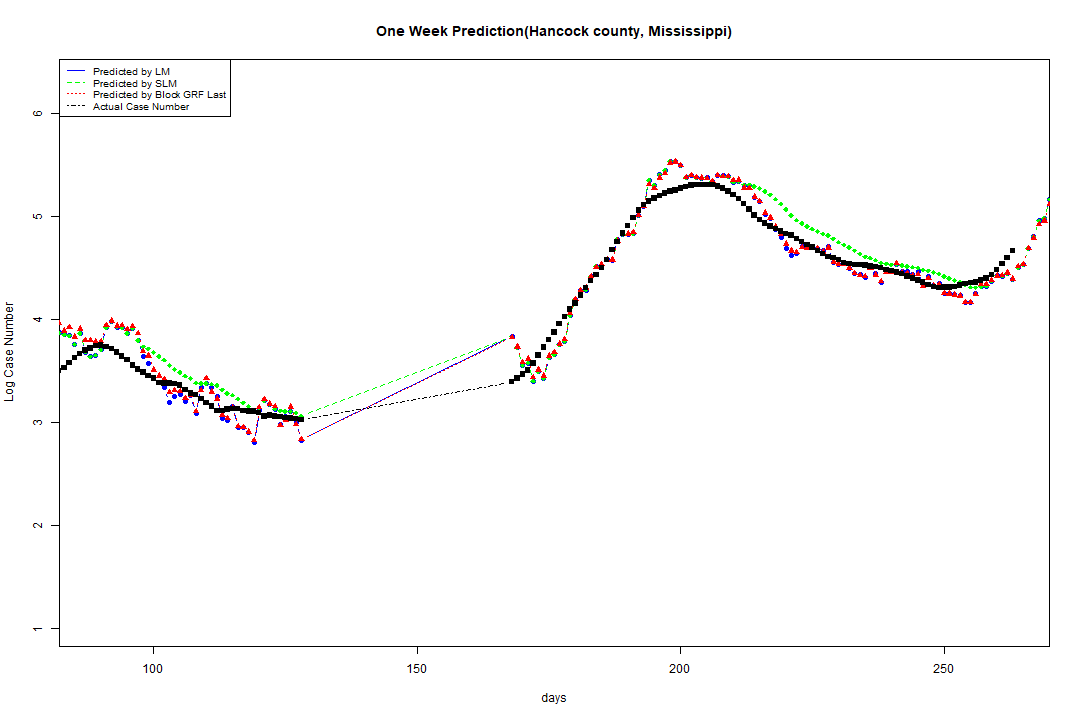 One Week Prediction(Hancock county, Mississippi)
Predicted by LM
Predicted by SLM
Predicted by Block GRF Last
Actual Case Number
Log Case Number
6
5
4
3
2
1
100
150
200
250
days